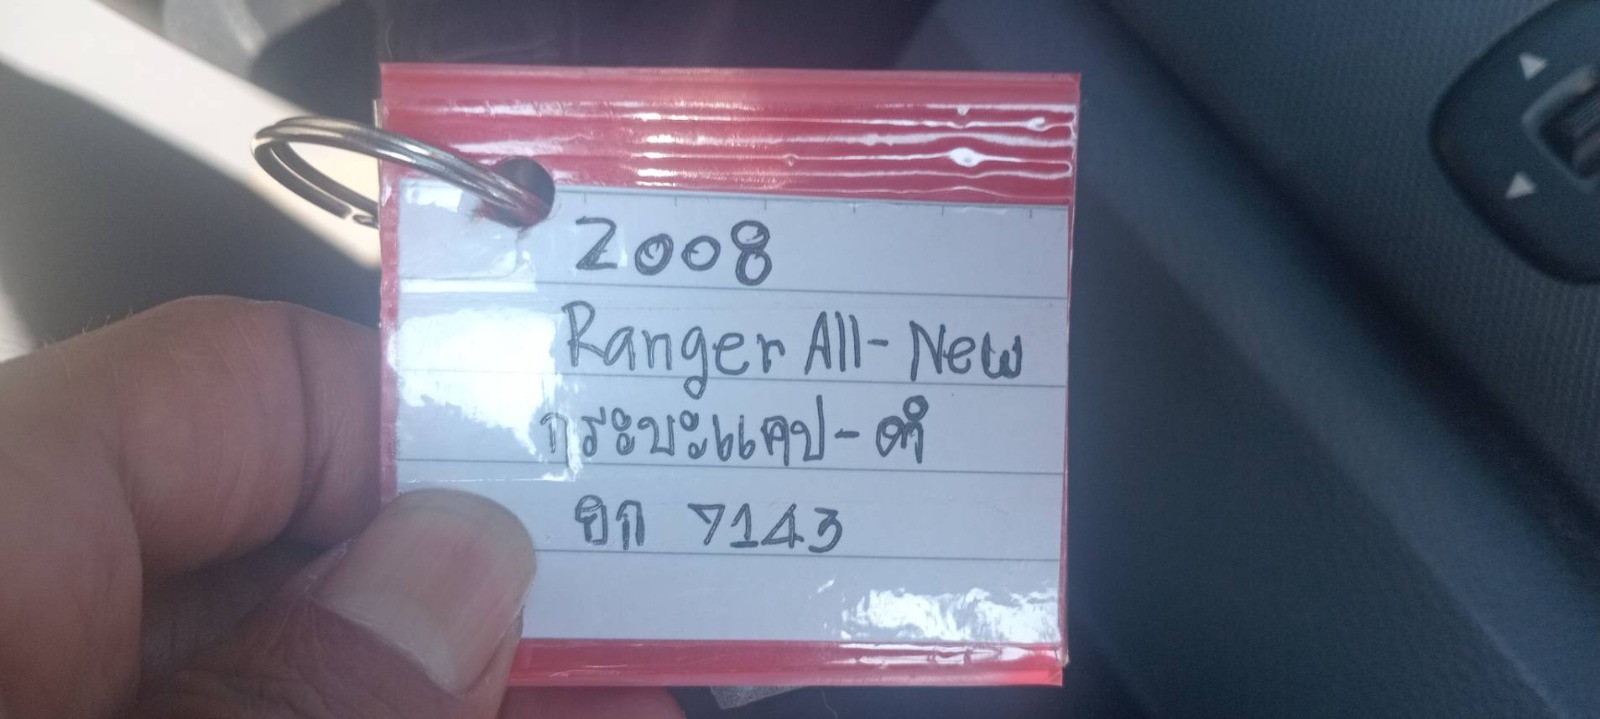 2008
Ranger All-New
กระบะแคป-ดำ
ยก 7143